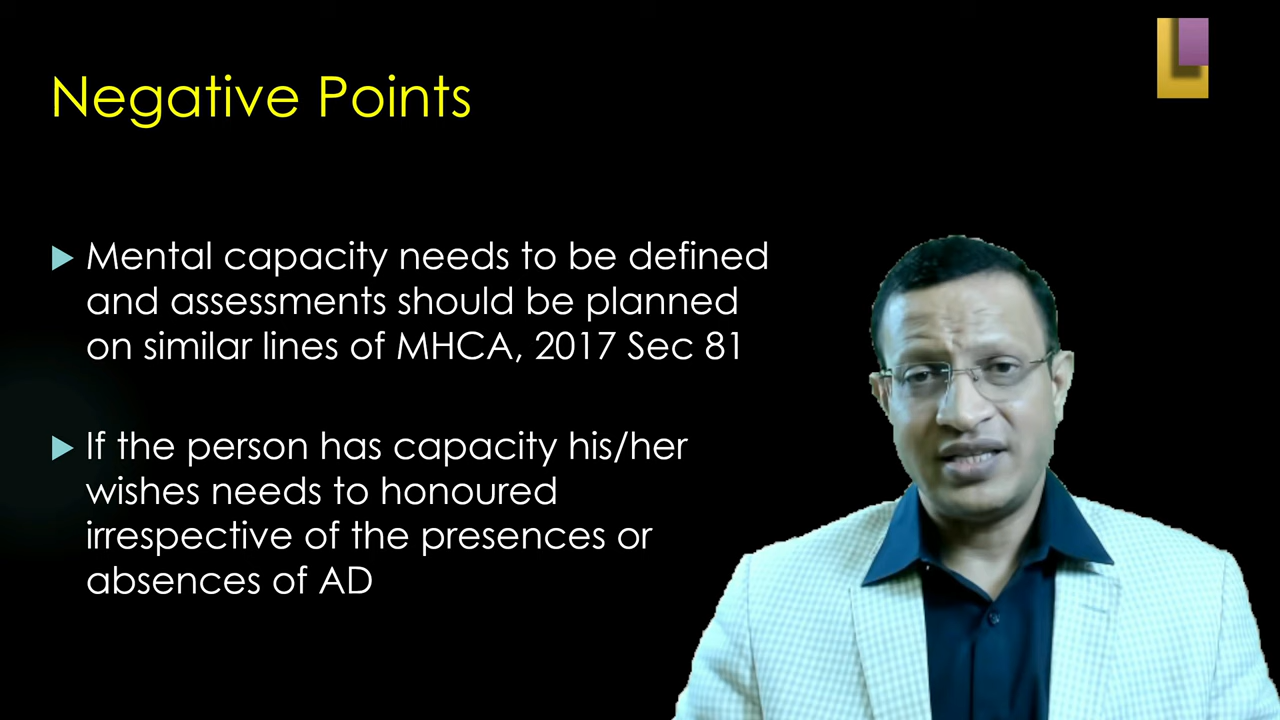 Negative Points
Mental capacity needs to be defined
and assessments should be planned
on similar lines of MHCA, 2017 Sec 81
If the person has capacity his/her
wishes needs to honoured
irrespective of the presences or
absences of AD